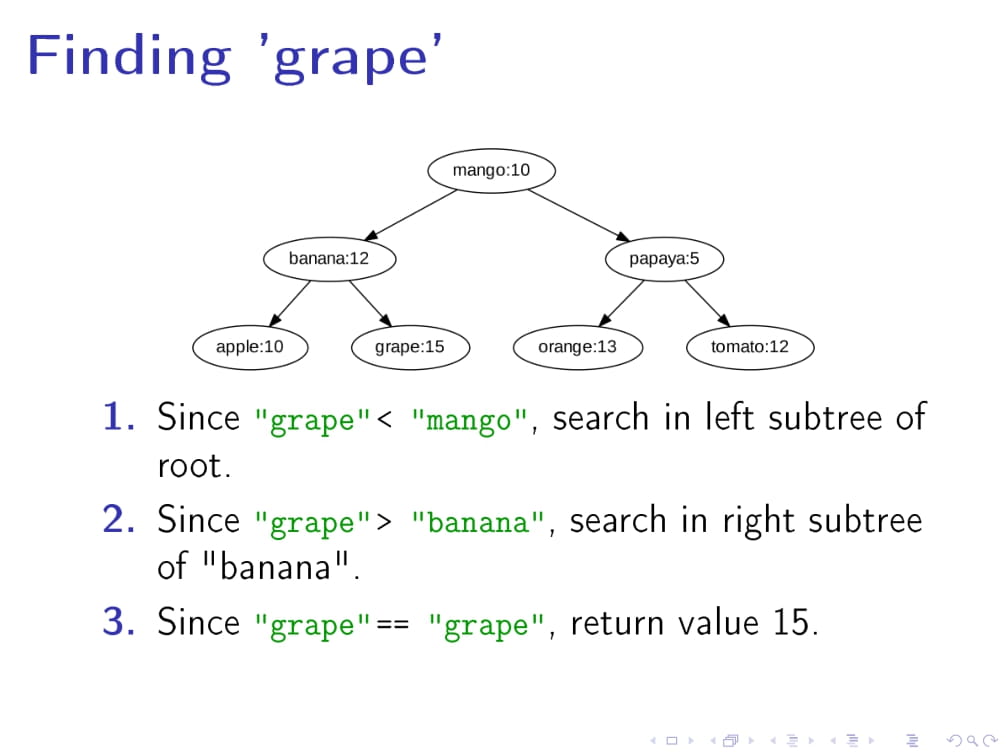 Finding 'grape'
mango:10
banana:12 papaya:5
apple:10 grape:15 orange:13 tomato:12
1. Since "grape"< "mango", search in left subtree of
root.
2. Since "grape"> "banana", search in right subtree
of "banana".
3. Since "grape"== "grape", return value 15.